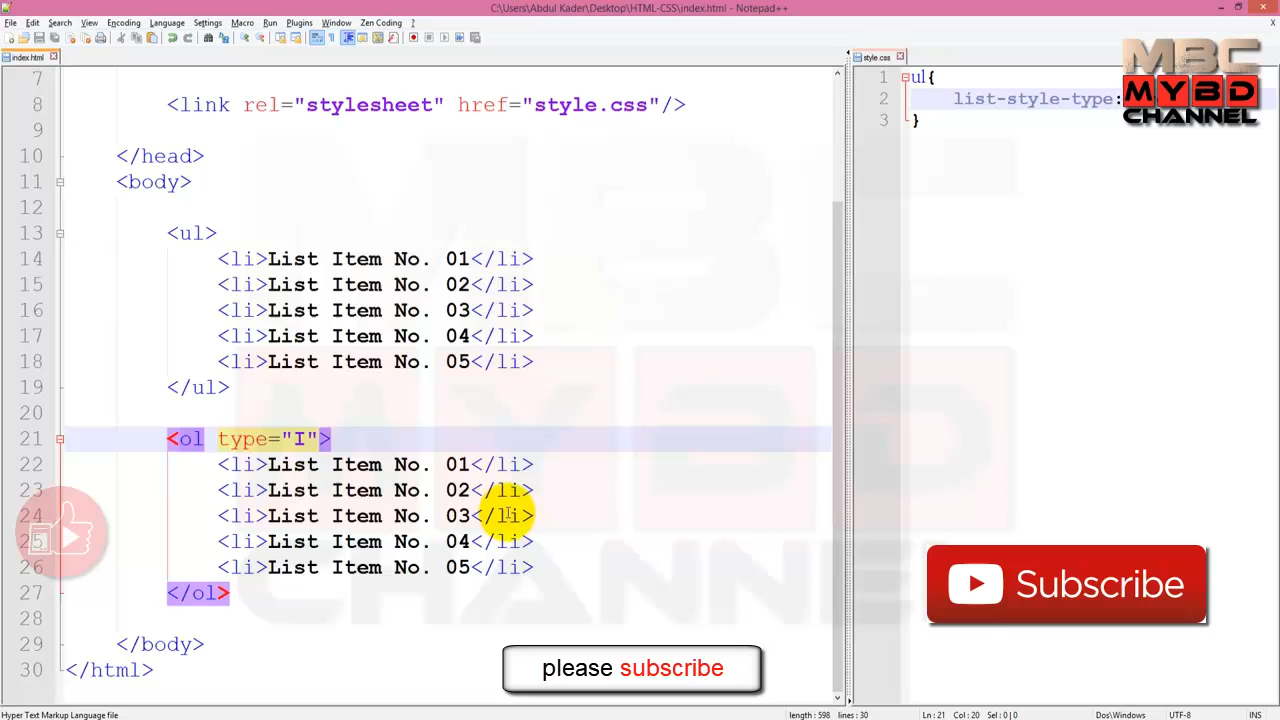 C:\Users\Abdul Kader\Desktop\HTML-CSS\index.html - Notepad++
File Edit Search View Encoding Language Settings Macro Run Plugins Window Zen Coding ? X
index.html
7
8 <link rel="stylesheet" href="style.css"/>
9
10 </head>
11 <body>
12
13 <ul>
14 <li>List Item No. 01</li>
15 <li>List Item No. 02</li>
16 <li>List Item No. 03</li>
17 <li>List Item No. 04</li>
18 <li>List Item No. 05</li>
19 </ul>
20
21 <ol type="I">
22 <li>List Item No. 01</li>
23 <li>List Item No. 02</li>
24 <li>List Item No. 03</li>
25 <li>List Item No. 04</li>
26 <li>List Item No. 05</li>
27 </ol>
28
29 </body>
30 </html>
style.css
1 ul{
2 list-style-type:
3 }
MBC
MYBD
CHANNEL
MBC
MYBD
CHANNEL
Subscribe
please subscribe
Hyper Text Markup Language file length : 598 lines : 30 Ln : 21 Col : 20 Sel : 0 | 0 Dos\Windows UTF-8 INS